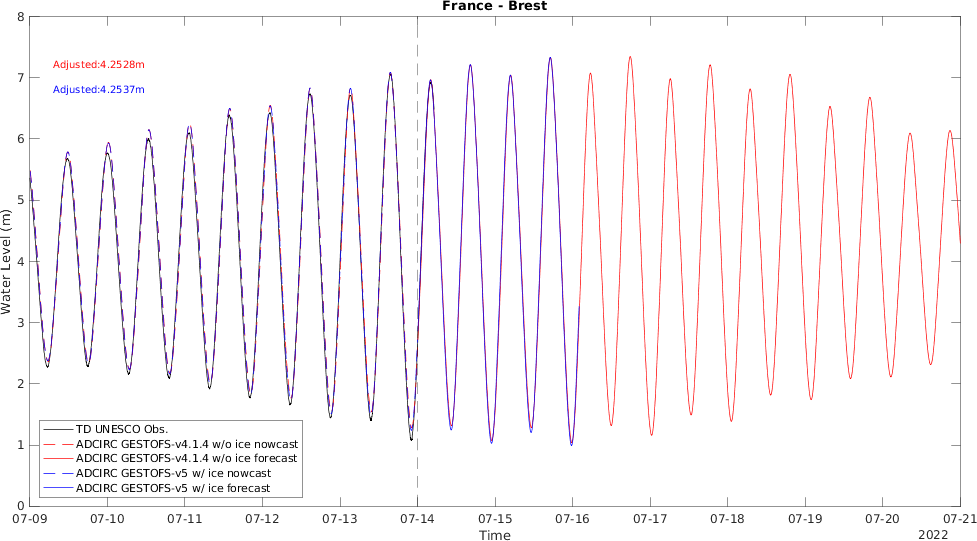 France - Brest
8
7
6
5
4
3
2
1
0
Water Level (m)
Adjusted:4.2528m
Adjusted:4.2537m
TD UNESCO Obs.
ADCIRC GESTOFS-v4.1.4 w/o ice nowcast
ADCIRC GESTOFS-v4.1.4 w/o ice forecast
ADCIRC GESTOFS-v5 w/ ice nowcast
ADCIRC GESTOFS-v5 w/ ice forecast
07-09 07-10 07-11 07-12 07-13 07-14 07-15 07-16 07-17 07-18 07-19 07-20 07-21
Time
2022